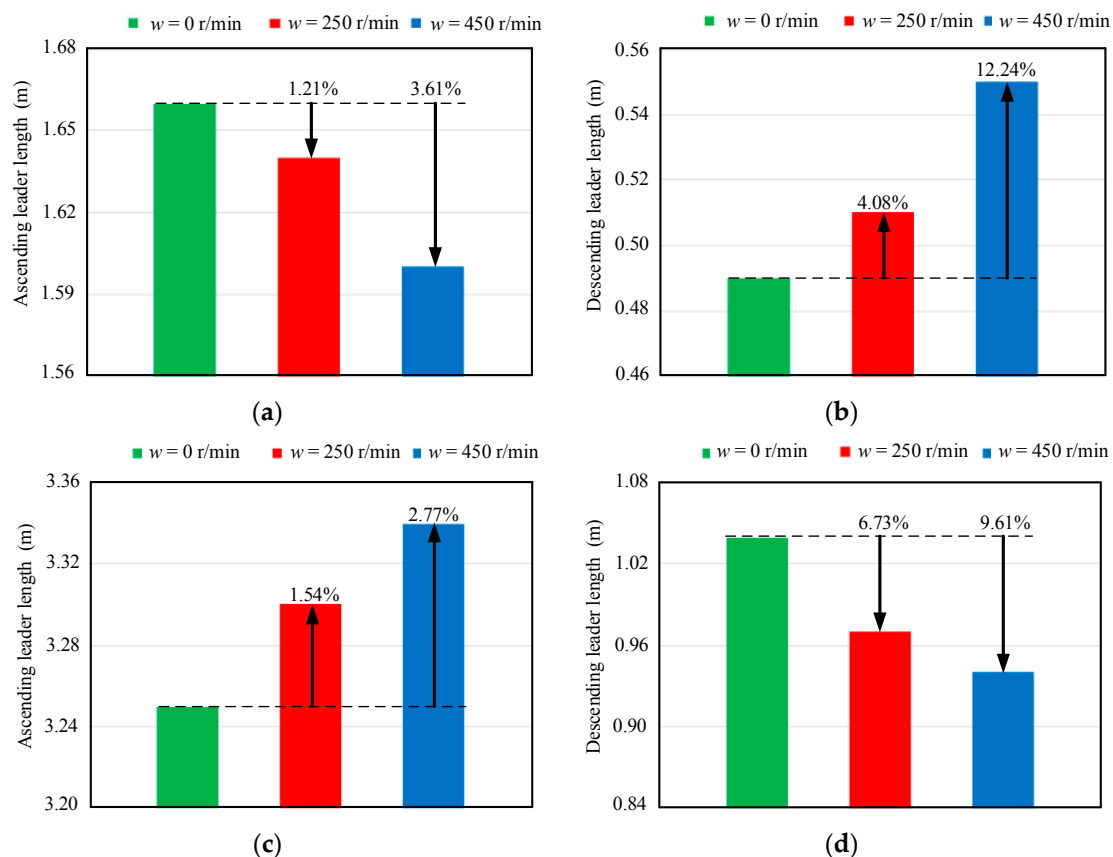 w = 0 r/min w = 250 r/min w = 450 r/min
Ascending leader length (m)
1.68
1.65
1.62
1.59
1.56
1.21% 3.61%
(a)
w = 0 r/min w = 250 r/min w = 450 r/min
Descending leader length (m)
0.56
0.54
0.52
0.50
0.48
0.46
4.08%
12.24%
(b)
w = 0 r/min w = 250 r/min w = 450 r/min
Ascending leader length (m)
3.36
3.32
3.28
3.24
3.20
1.54%
2.77%
(c)
w = 0 r/min w = 250 r/min w = 450 r/min
Descending leader length (m)
1.08
1.02
0.96
0.90
0.84
6.73% 9.61%
(d)